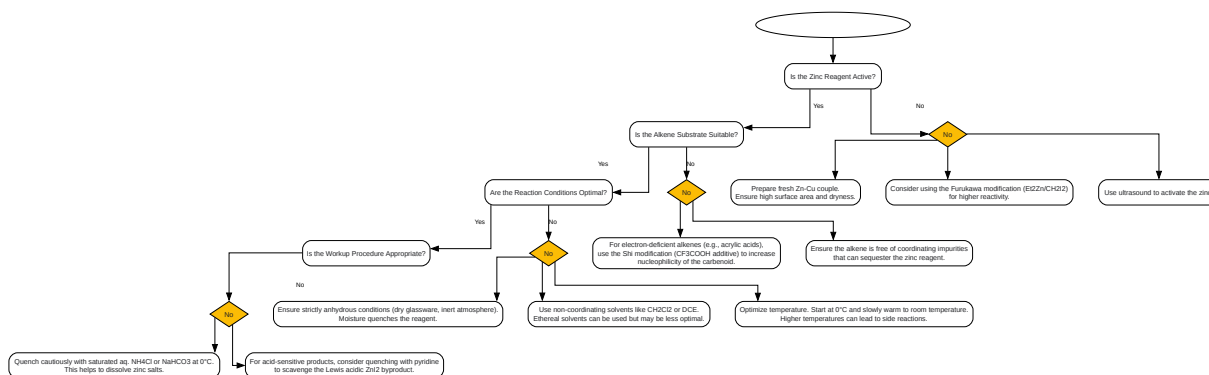 Is the Zinc Reagent Active?
Yes
No
Is the Alkene Substrate Suitable?
No
Yes
No
Are the Reaction Conditions Optimal?
No
Prepare fresh Zn-Cu couple.
Ensure high surface area and dryness.
Consider using the Furukawa modification (Et2Zn/CH2I2)
for higher reactivity.
Use ultrasound to activate the zinc
Yes
No
Is the Workup Procedure Appropriate?
No
For electron-deficient alkenes (e.g., acrylic acids),
use the Shi modification (CF3COOH additive) to increase
nucleophilicity of the carbenoid.
Ensure the alkene is free of coordinating impurities
that can sequester the zinc reagent.
No
No
Ensure strictly anhydrous conditions (dry glassware, inert atmosphere).
Moisture quenches the reagent.
Use non-coordinating solvents like CH2Cl2 or DCE.
Ethereal solvents can be used but may be less optimal.
Optimize temperature. Start at 0°C and slowly warm to room temperature.
Higher temperatures can lead to side reactions.
Quench cautiously with saturated aq. NH4Cl or NaHCO3 at 0°C.
This helps to dissolve zinc salts.
For acid-sensitive products, consider quenching with pyridine
to scavenge the Lewis acidic ZnI2 byproduct.